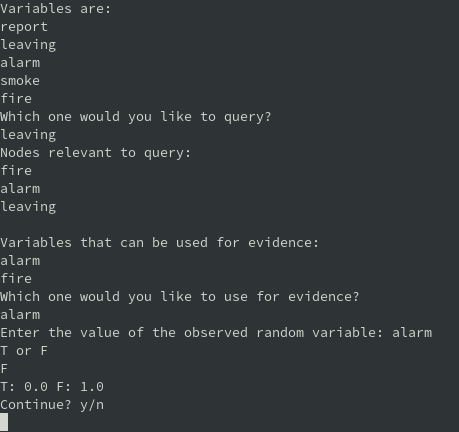 Variables are:
report
leaving
alarm
smoke
fire
Which one would you like to query?
leaving
Nodes relevant to query:
fire
alarm
leaving
Variables that can be used for evidence:
alarm
fire
Which one would you like to use for evidence?
alarm
Enter the value of the observed random variable: alarm
T or F
F
T: 0.0 F: 1.0
Continue? y/n